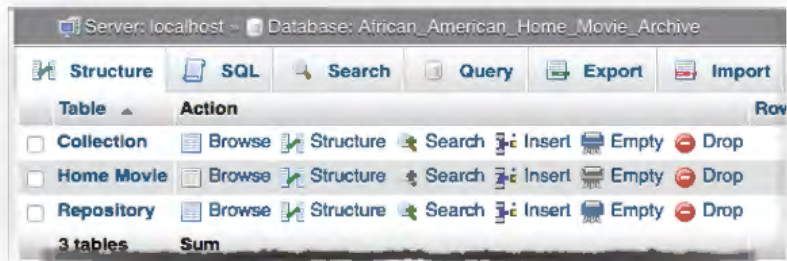 Server: localhost » Database: African_American_Home_Movie_Archive
Structure SQL Search Query Export Import
Table Action Row
Collection Browse Structure Search Insert Empty Drop
Home Movie Browse Structure Search Insert Empty Drop
Repository Browse Structure Search Insert Empty Drop
3 tables Sum